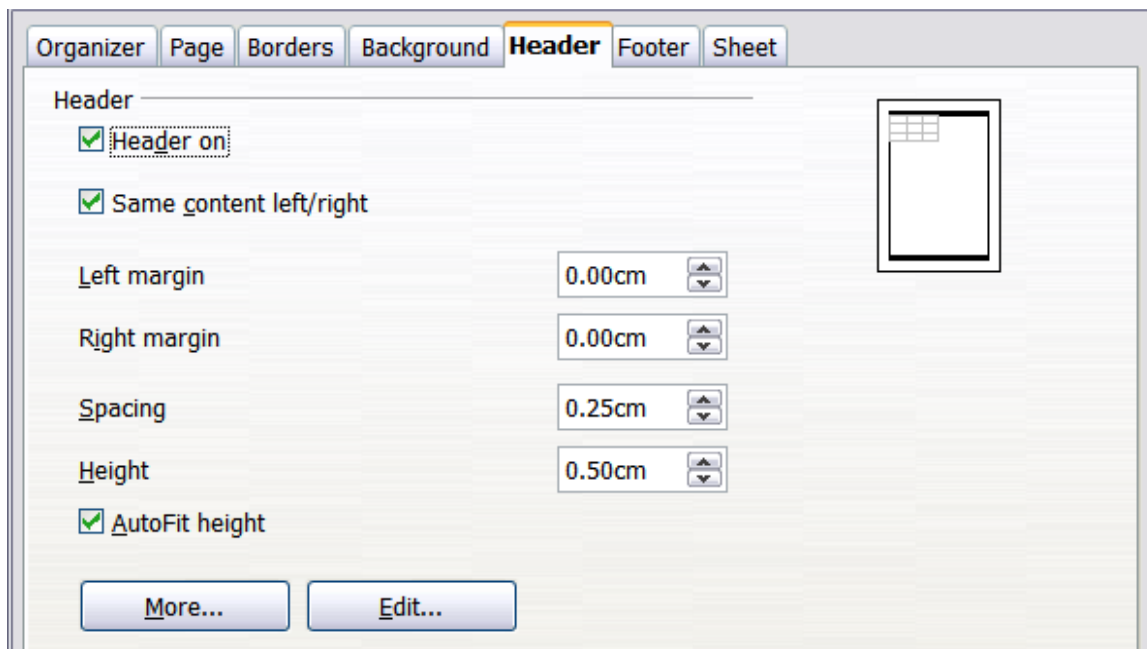 Organizer Page Borders Background Header Footer Sheet
Header
Header on
Same content left/right
Left margin 0.00cm
Right margin 0.00cm
Spacing 0.25cm
Height 0.50cm
AutoFit height
More... Edit...